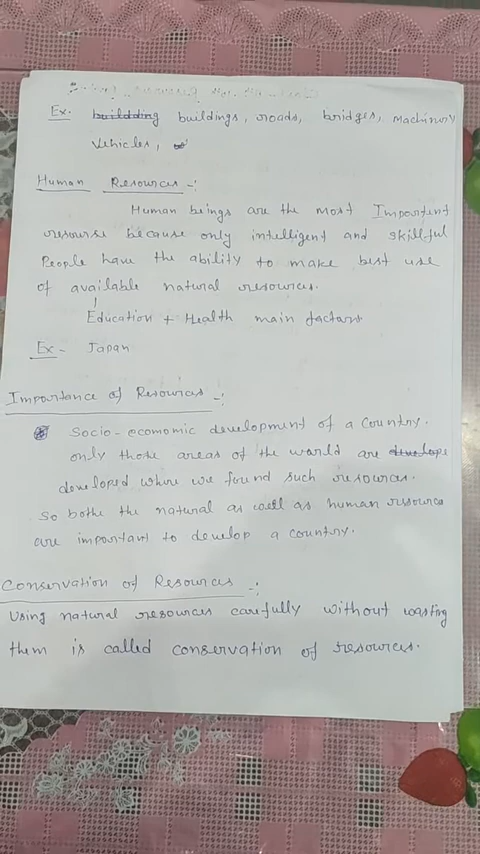 Ex:- buildding buildings, roads, bridges, machinery
vehicles,
Human Resources -:
Human beings are the most Important
resourse because only intelligent and skillful
People have the ability to make best use
of available natural resources.
Education + Health main factors
Ex- Japan
Importance of Resources -:
Socio-economic development of a country.
only those areas of the world are develope
developed where we found such resources.
So bothe the natural as well as human resource
are important to develop a country.
Conservation of Resources -:
Using natural resources carefully without wasting
them is called conservation of resources.